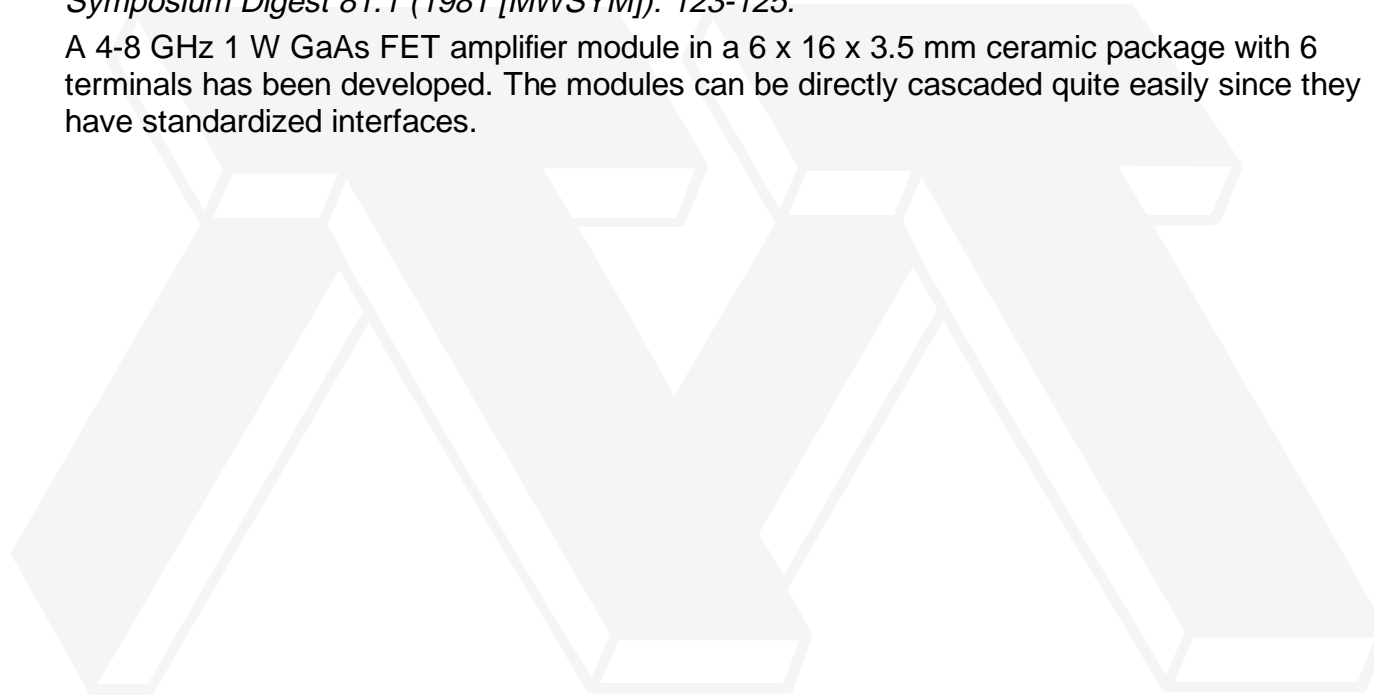 Symposium Digest 81.1 (1981 [MWSYM]): 123-125.
A 4-8 GHz 1 W GaAs FET amplifier module in a 6 x 16 x 3.5 mm ceramic package with 6
terminals has been developed. The modules can be directly cascaded quite easily since they
have standardized interfaces.